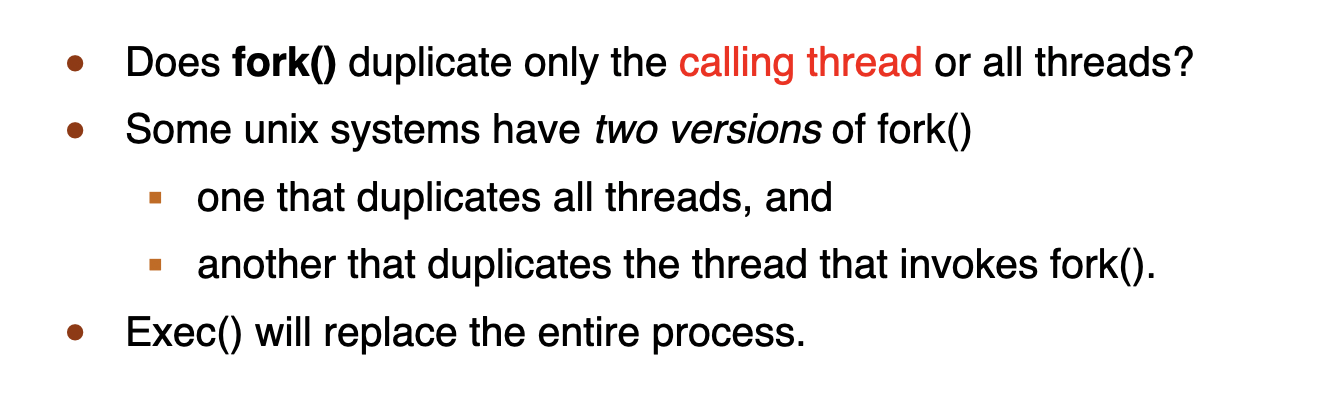 Does fork() duplicate only the calling thread or all threads?
Some unix systems have two versions of fork()
one that duplicates all threads, and
another that duplicates the thread that invokes fork().
Exec() will replace the entire process.